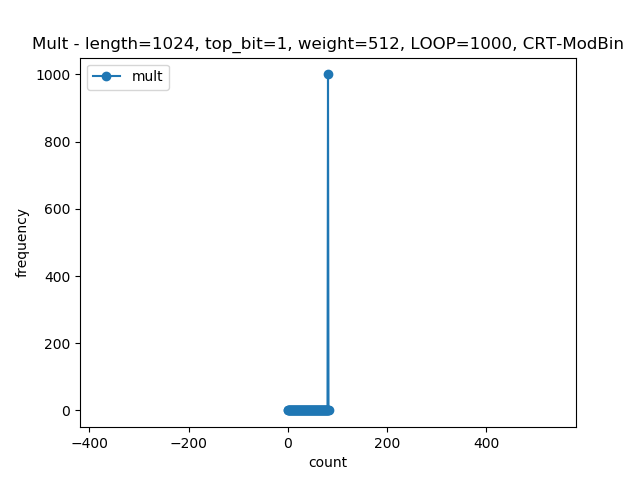 Mult - length=1024, top_bit=1, weight=512, LOOP=1000, CRT-ModBin
mult
1000
800
600
400
200
0
frequency
−400
−200
0
200
400
count